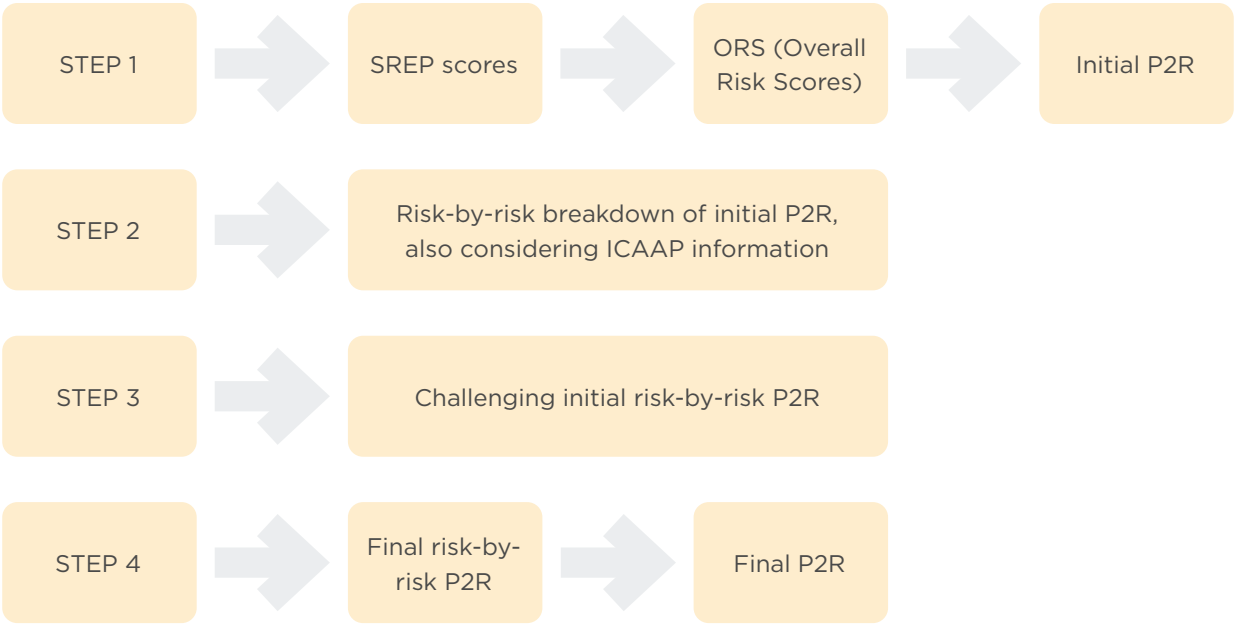 STEP 1
SREP scores
ORS (Overall
Risk Scores)
Initial P2R
STEP 2
Risk-by-risk breakdown of initial P2R,
also considering ICAAP information
STEP 3
Challenging initial risk-by-risk P2R
STEP 4
Final risk-by-
risk P2R
Final P2R